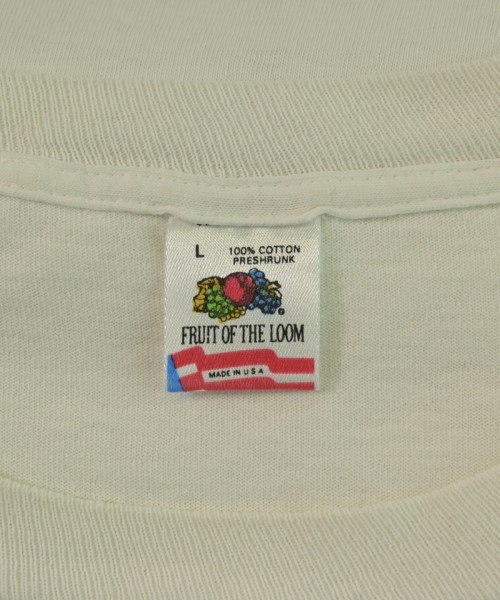 L 100% COTTON
PRESHRUNK
FRUIT OF THE LOOM
MADE IN U S A